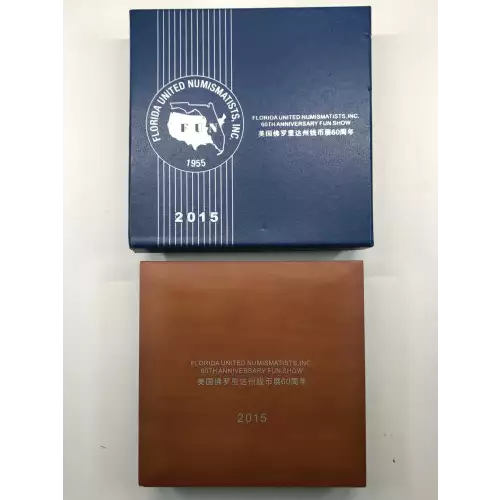 FLORIDA UNITED NUMISMATISTS, INC.
FUN
1955
2015
FLORIDA UNITED NUMISMATISTS, INC.
60TH ANNIVERSARY FUN SHOW
美国佛罗里达州钱币展60周年
FLORIDA UNITED NUMISMATISTS, INC.
60TH ANNIVERSARY FUN SHOW
美国佛罗里达州钱币展60周年
2015